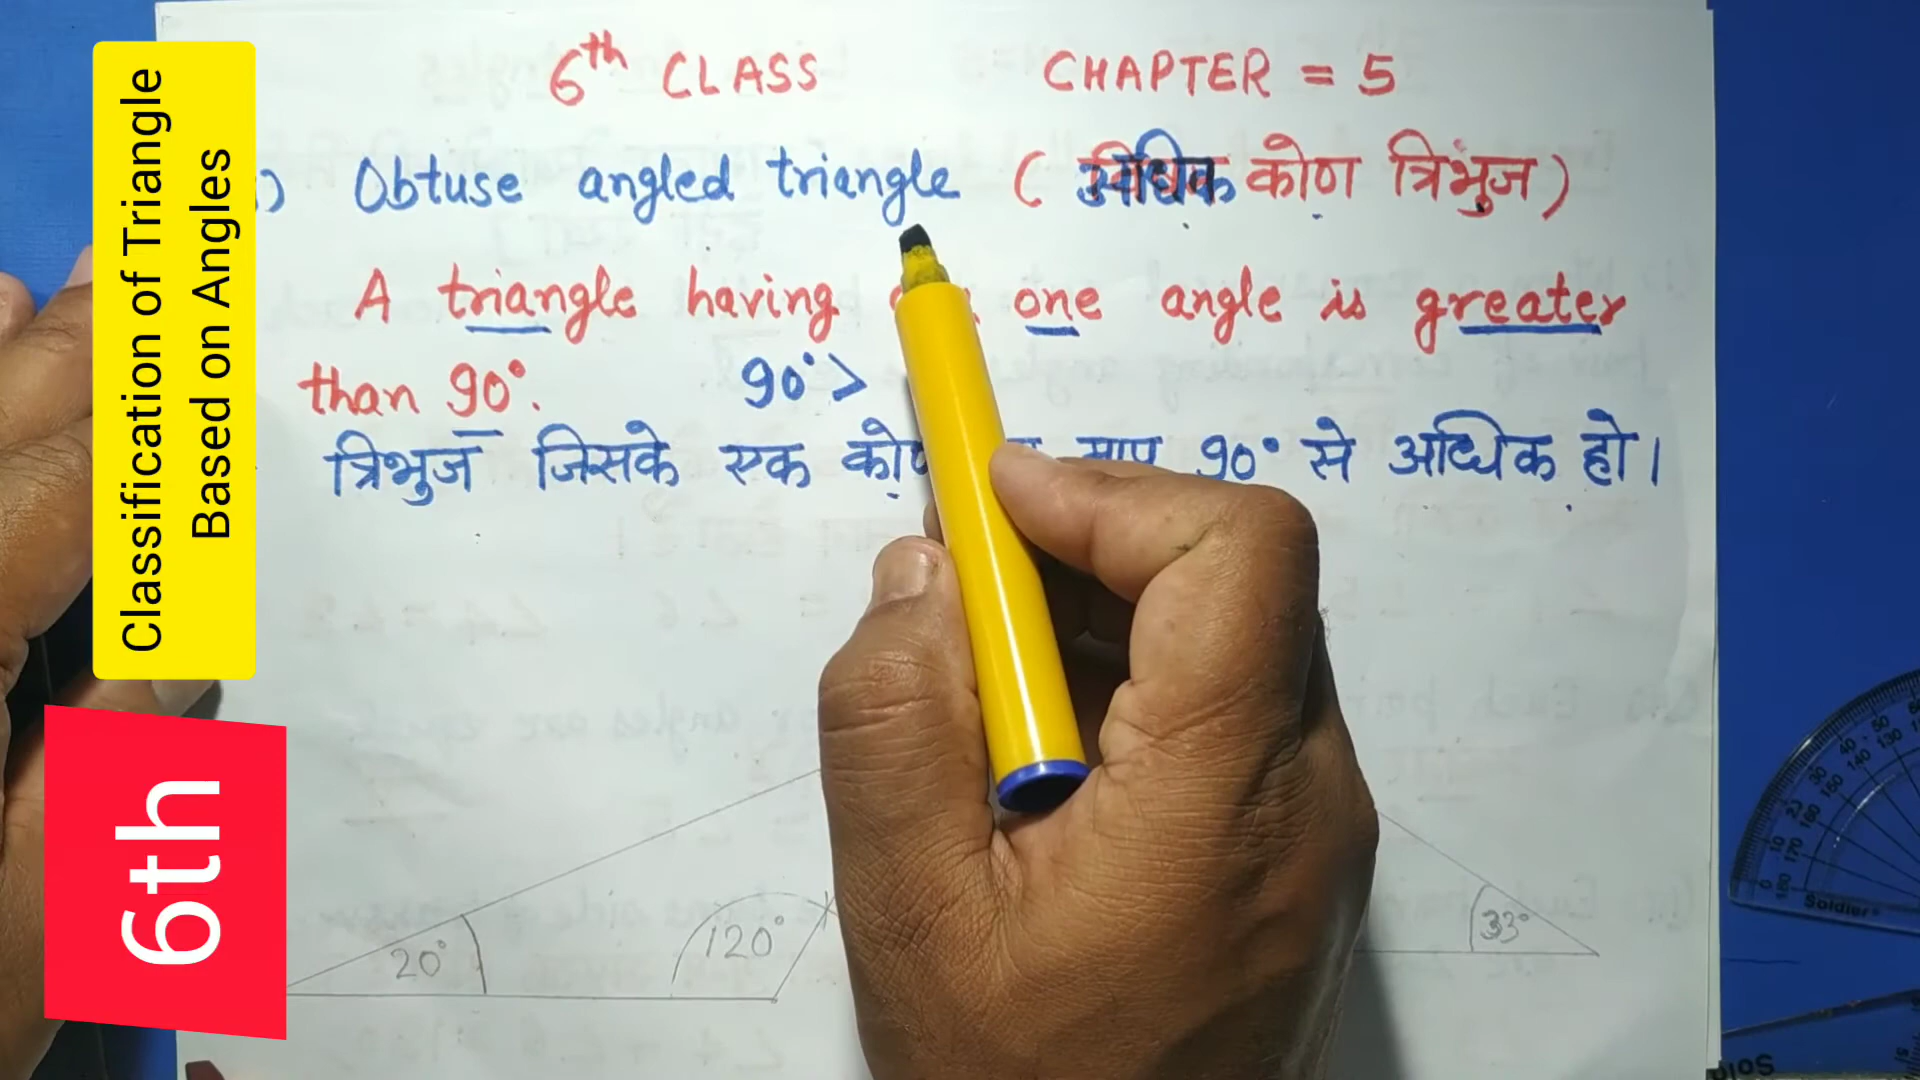 Classification of Triangle
Based on Angles
6th
6th CLASS CHAPTER = 5
) Obtuse angled triangle ( अधिक कोण त्रिभुज )
A triangle having one angle is greater
than 90°. 90°>
त्रिभुज जिसके एक माप 90° से अधिक हो।
20°
120°
33°
Soldier